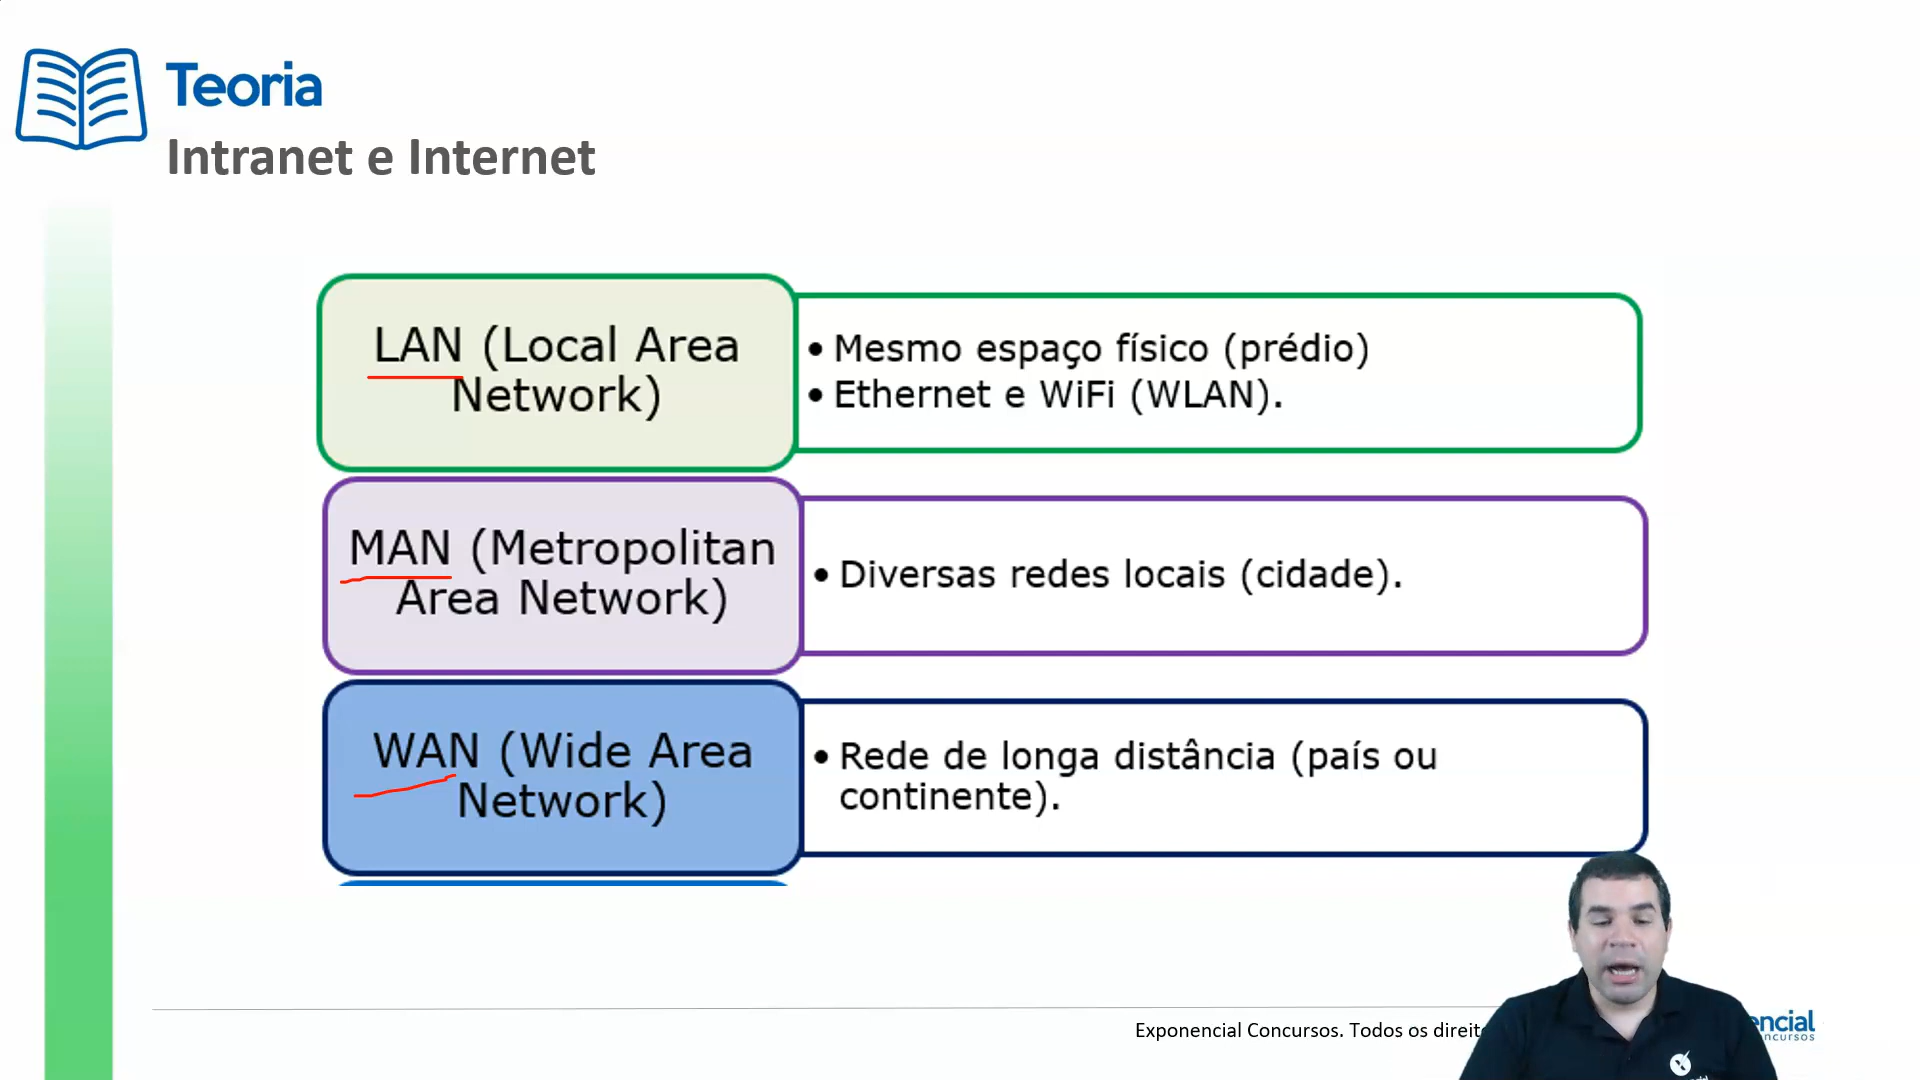 Teoria
Intranet e Internet
LAN (Local Area
Network)
• Mesmo espaço físico (prédio)
• Ethernet e WiFi (WLAN).
MAN (Metropolitan
Area Network)
• Diversas redes locais (cidade).
WAN (Wide Area
Network)
• Rede de longa distância (país ou
continente).
Exponencial Concursos. Todos os direit
encial
ncursos